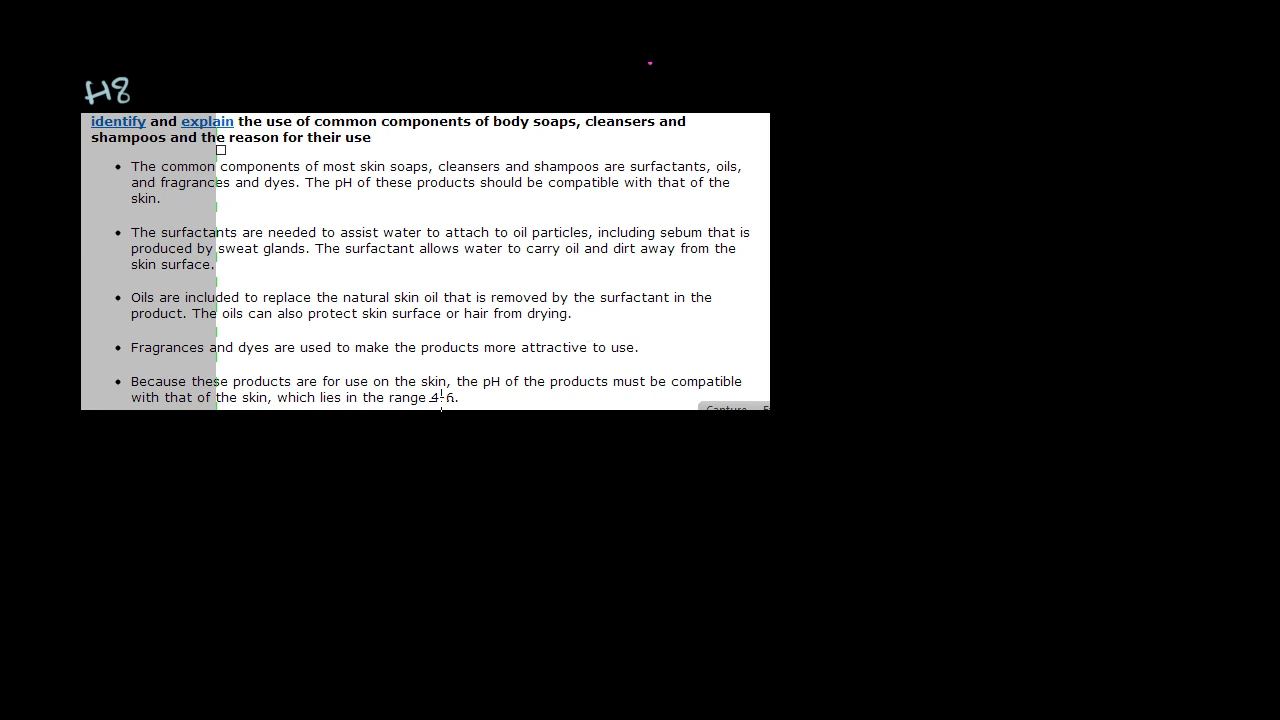 H8
identify and explain the use of common components of body soaps, cleansers and
shampoos and the reason for their use
• The common components of most skin soaps, cleansers and shampoos are surfactants, oils,
and fragrances and dyes. The pH of these products should be compatible with that of the
skin.
• The surfactants are needed to assist water to attach to oil particles, including sebum that is
produced by sweat glands. The surfactant allows water to carry oil and dirt away from the
skin surface.
• Oils are included to replace the natural skin oil that is removed by the surfactant in the
product. The oils can also protect skin surface or hair from drying.
• Fragrances and dyes are used to make the products more attractive to use.
• Because these products are for use on the skin, the pH of the products must be compatible
with that of the skin, which lies in the range 4-6.
Capture